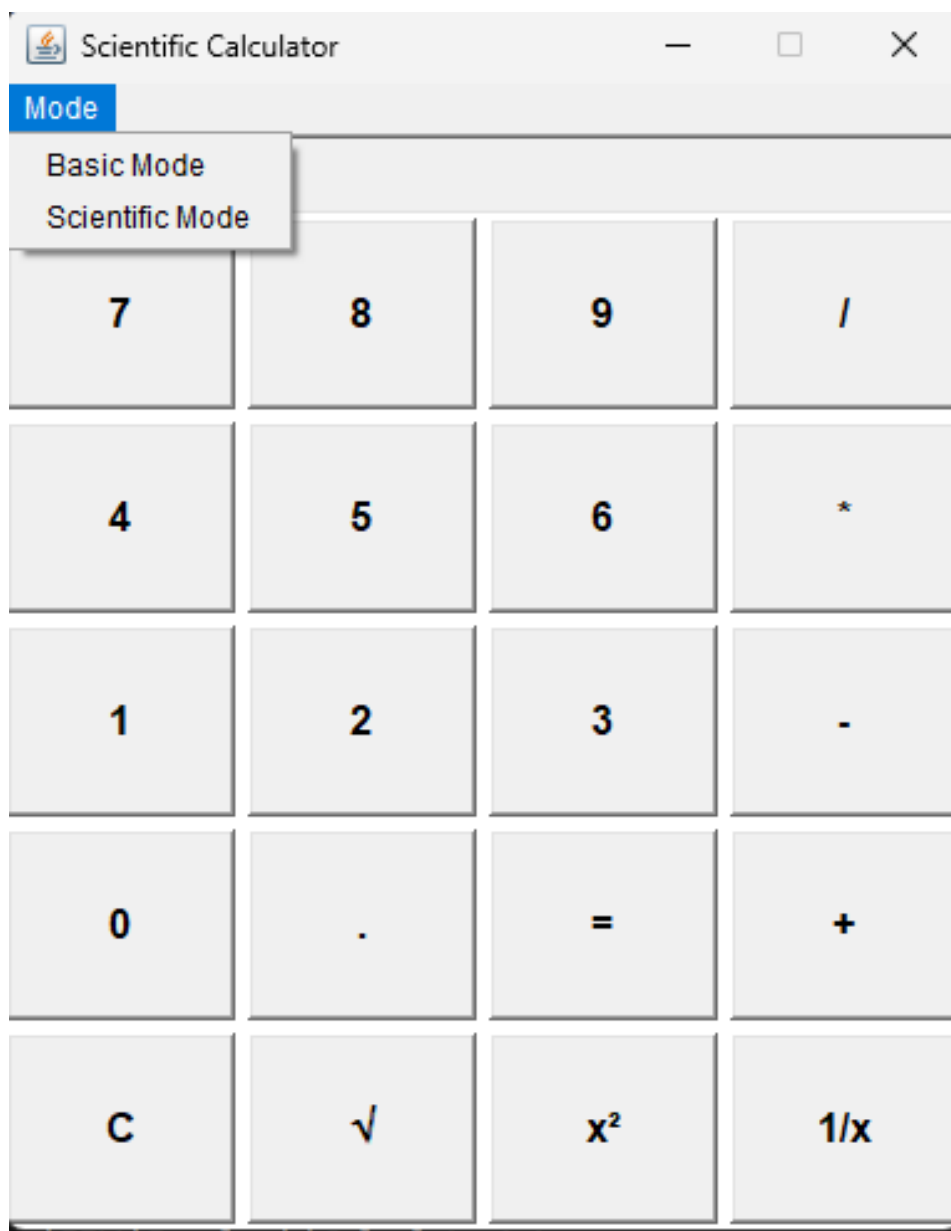 Scientific Calculator
Mode
Basic Mode
Scientific Mode
7 8 9 /
4 5 6 *
1 2 3 -
0 . = +
C √ x² 1/x